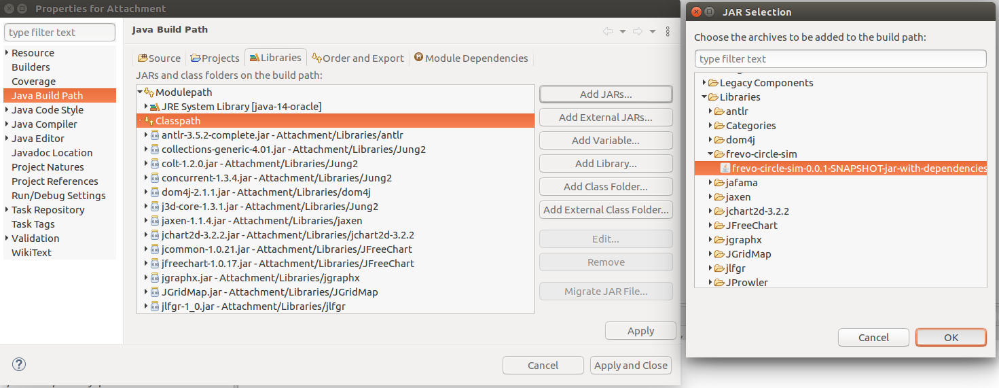 Properties for Attachment
type filter text
Resource
Builders
Coverage
Java Build Path
Java Code Style
Java Compiler
Java Editor
Javadoc Location
Project Natures
Project References
Run/Debug Settings
Task Repository
Task Tags
Validation
WikiText
Java Build Path
Source
Projects
Libraries
Order and Export
Module Dependencies
JARs and class folders on the build path:
Modulepath
JRE System Library [java-14-oracle]
Classpath
antlr-3.5.2-complete.jar - Attachment/Libraries/antlr
collections-generic-4.01.jar - Attachment/Libraries/Jung2
colt-1.2.0.jar - Attachment/Libraries/Jung2
concurrent-1.3.4.jar - Attachment/Libraries/Jung2
dom4j-2.1.1.jar - Attachment/Libraries/dom4j
j3d-core-1.3.1.jar - Attachment/Libraries/Jung2
jaxen-1.1.4.jar - Attachment/Libraries/jaxen
jchart2d-3.2.2.jar - Attachment/Libraries/jchart2d-3.2.2
jcommon-1.0.21.jar - Attachment/Libraries/JFreeChart
jfreechart-1.0.17.jar - Attachment/Libraries/JFreeChart
jgraphx.jar - Attachment/Libraries/jgraphx
JGridMap.jar - Attachment/Libraries/JGridMap
jlfgr-1_0.jar - Attachment/Libraries/jlfgr
Add JARs...
Add External JARs...
Add Variable...
Add Library...
Add Class Folder...
Add External Class Folder...
Edit...
Remove
Migrate JAR File...
Apply
Cancel
Apply and Close
JAR Selection
Choose the archives to be added to the build path:
type filter text
Legacy Components
Libraries
antlr
Categories
dom4j
frevo-circle-sim
frevo-circle-sim-0.0.1-SNAPSHOT-jar-with-dependencies
jafama
jaxen
jchart2d-3.2.2
JFreeChart
jgraphx
JGridMap
jlfgr
JProwler
Cancel
OK